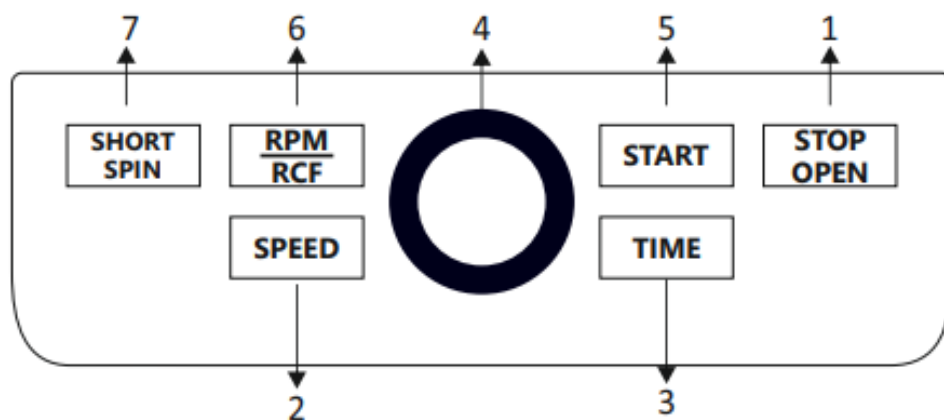 7 6 4 5 1
SHORT
SPIN
RPM
RCF
START
STOP
OPEN
SPEED
TIME
2 3